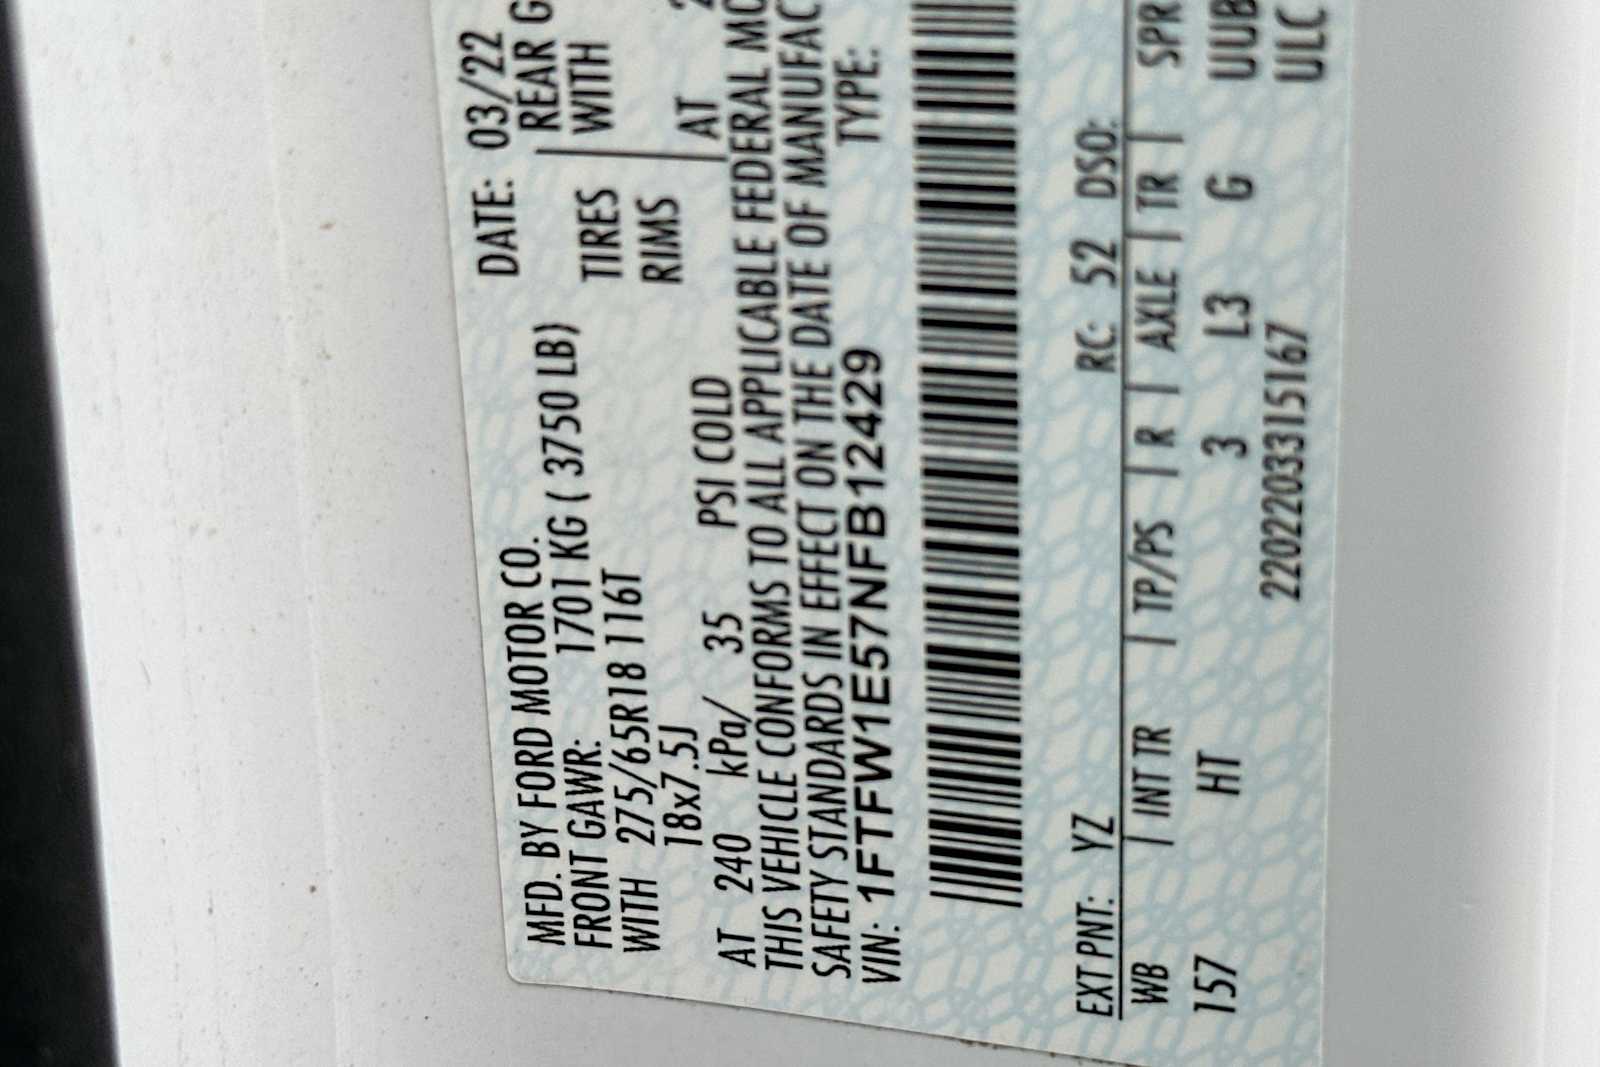 MFD. BY FORD MOTOR CO.
DATE: 03/22
FRONT GAWR: 1701 KG ( 3750 LB)
REAR G
WITH 275/65R18 116T TIRES
WITH
18x7.5J RIMS
AT 240 kPa/ 35 PSI COLD
AT 2
THIS VEHICLE CONFORMS TO ALL APPLICABLE FEDERAL MO
SAFETY STANDARDS IN EFFECT ON THE DATE OF MANUFAC
VIN: 1FTFW1E57NFB12429 TYPE:
EXT PNT: YZ RC: 52 DSO:
WB | INT TR | TP/PS | R | AXLE | TR | SPR
157 HT 3 L3 G UUB
2202203315167 ULC